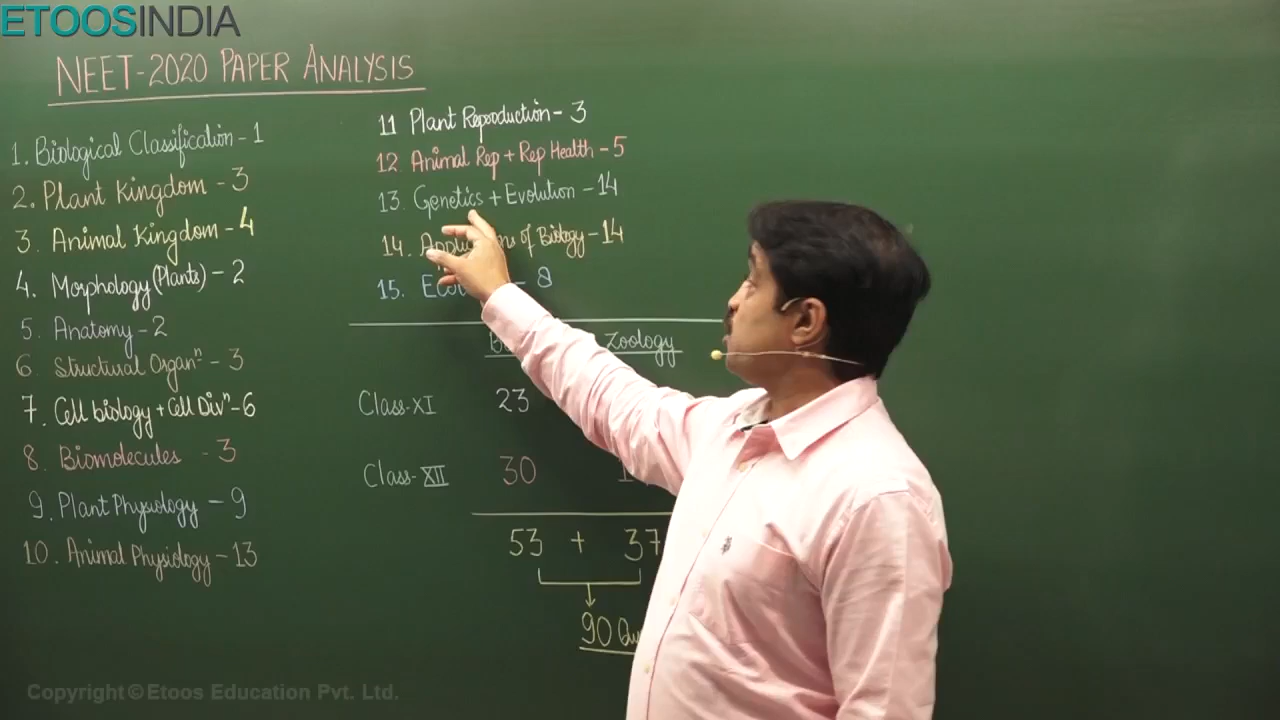 ETOOSINDIA
NEET-2020 PAPER ANALYSIS
1. Biological Classification - 1
2. Plant Kingdom - 3
3. Animal Kingdom - 4
4. Morphology (Plants) - 2
5. Anatomy - 2
6. Structural Organⁿ - 3
7. Cell biology + Cell Divⁿ - 6
8. Biomolecules - 3
9. Plant Physiology - 9
10. Animal Physiology - 13
11 Plant Reproduction - 3
12. Animal Rep + Rep Health - 5
13. Genetics + Evolution - 14
14. of Biology - 14
15. - 8
Zoology
Class-XI 23
Class-XII 30
53 + 37
90
Copyright © Etoos Education Pvt. Ltd.